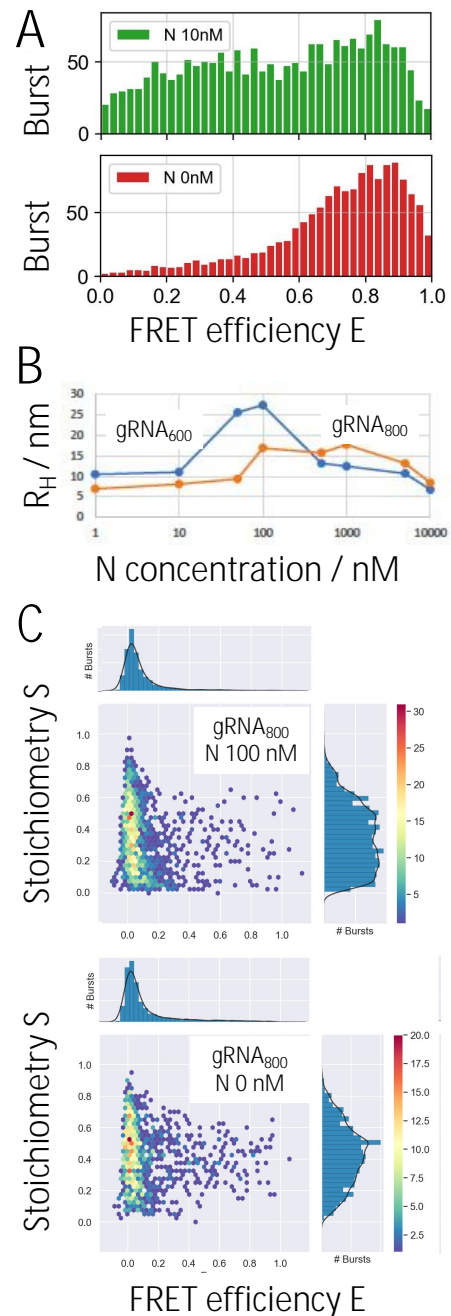 A
N 10nM
Burst
50
0
N 0nM
Burst
50
0
0.0 0.2 0.4 0.6 0.8 1.0
FRET efficiency E
B
30
25
20
15
10
5
0
gRNA600
gRNA800
RH / nm
1 10 100 1000 10000
N concentration / nM
C
# Bursts
Stoichiometry S
gRNA800
N 100 nM
1.0
0.8
0.6
0.4
0.2
0.0
0.0 0.2 0.4 0.6 0.8 1.0
# Bursts
30
25
20
15
10
5
# Bursts
Stoichiometry S
gRNA800
N 0 nM
1.0
0.8
0.6
0.4
0.2
0.0
0.0 0.2 0.4 0.6 0.8 1.0
# Bursts
20.0
17.5
15.0
12.5
10.0
7.5
5.0
2.5
FRET efficiency E